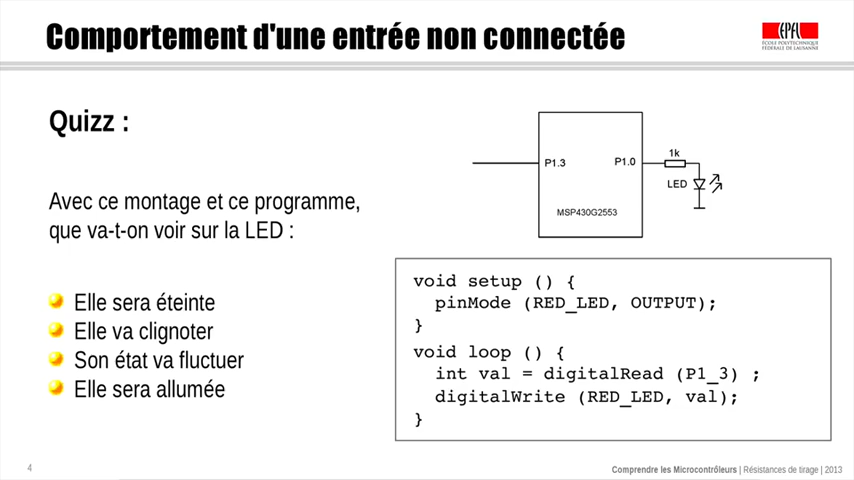 Comportement d'une entrée non connectée
EPFL
ÉCOLE POLYTECHNIQUE
FÉDÉRALE DE LAUSANNE
Quizz :
Avec ce montage et ce programme,
que va-t-on voir sur la LED :
Elle sera éteinte
Elle va clignoter
Son état va fluctuer
Elle sera allumée
P1.3
P1.0
1k
LED
MSP430G2553
void setup () {
  pinMode (RED_LED, OUTPUT);
}
void loop () {
  int val = digitalRead (P1_3) ;
  digitalWrite (RED_LED, val);
}
4
Comprendre les Microcontrôleurs | Résistances de tirage | 2013